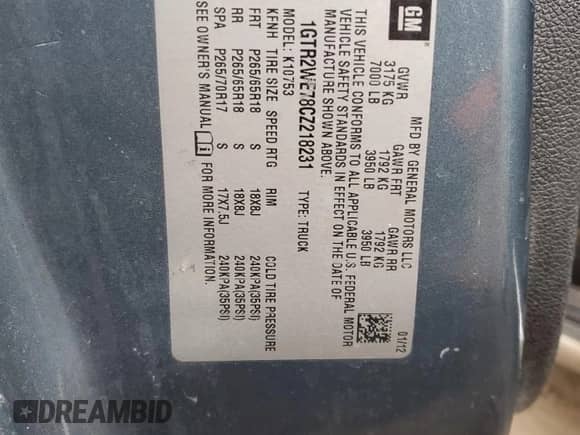 GM
®
MFD BY GENERAL MOTORS LLC
01/12
GVWR GAWR FRT GAWR RR
3175 KG 1792 KG 1792 KG
7000 LB 3950 LB 3950 LB
THIS VEHICLE CONFORMS TO ALL APPLICABLE U.S. FEDERAL MOTOR
VEHICLE SAFETY STANDARDS IN EFFECT ON THE DATE OF
MANUFACTURE SHOWN ABOVE.
1GTR2WE78CZ218231 TYPE: TRUCK
MODEL: K10753
KFNH TIRE SIZE SPEED RTG RIM COLD TIRE PRESSURE
FRT P265/65R18 S 18X8J 240KPA(35PSI)
RR P265/65R18 S 18X8J 240KPA(35PSI)
SPA P265/70R17 S 17X7.5J 240KPA(35PSI)
SEE OWNER'S MANUAL FOR MORE INFORMATION.
DREAMBID